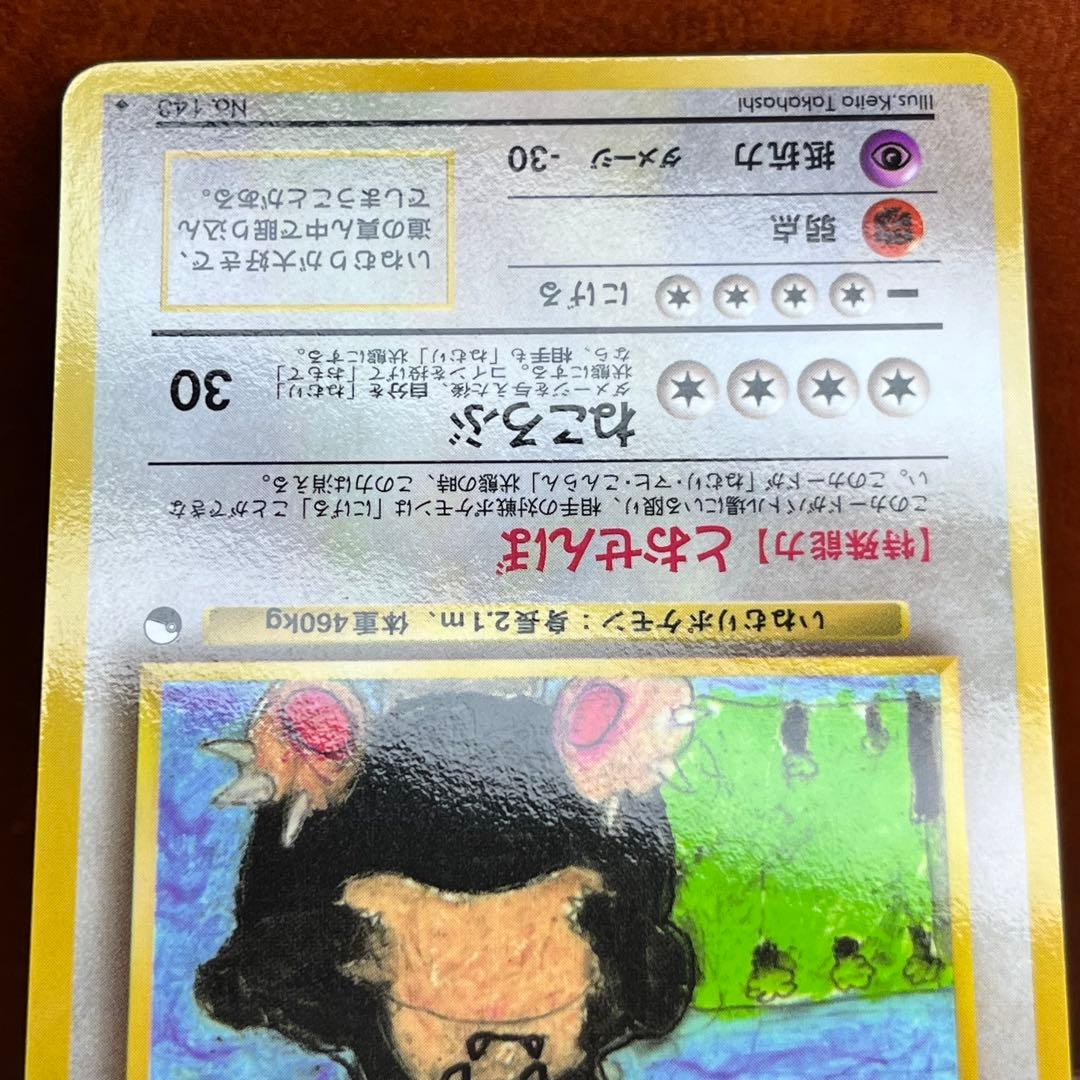 いねむりポケモン：身長2.1m、体重460kg
【特殊能力】とおせんぼ
このカードがバトル場にいる限り、相手の対戦ポケモンは「にげる」ことができな
い。このカードが「ねむり・マヒ・こんらん」状態の時、この力は消える。
ねころぶ
ダメージを与えた後、自分を「ねむり」
状態にする。コインを投げて「おもて」
なら、相手も「ねむり」状態にする。
30
ーにげる
弱点
抵抗力 ダメージ -30
いねむりが大好きで、
道の真ん中で眠り込ん
でしまうことがある。
Illus.Keita Takahashi
No.143